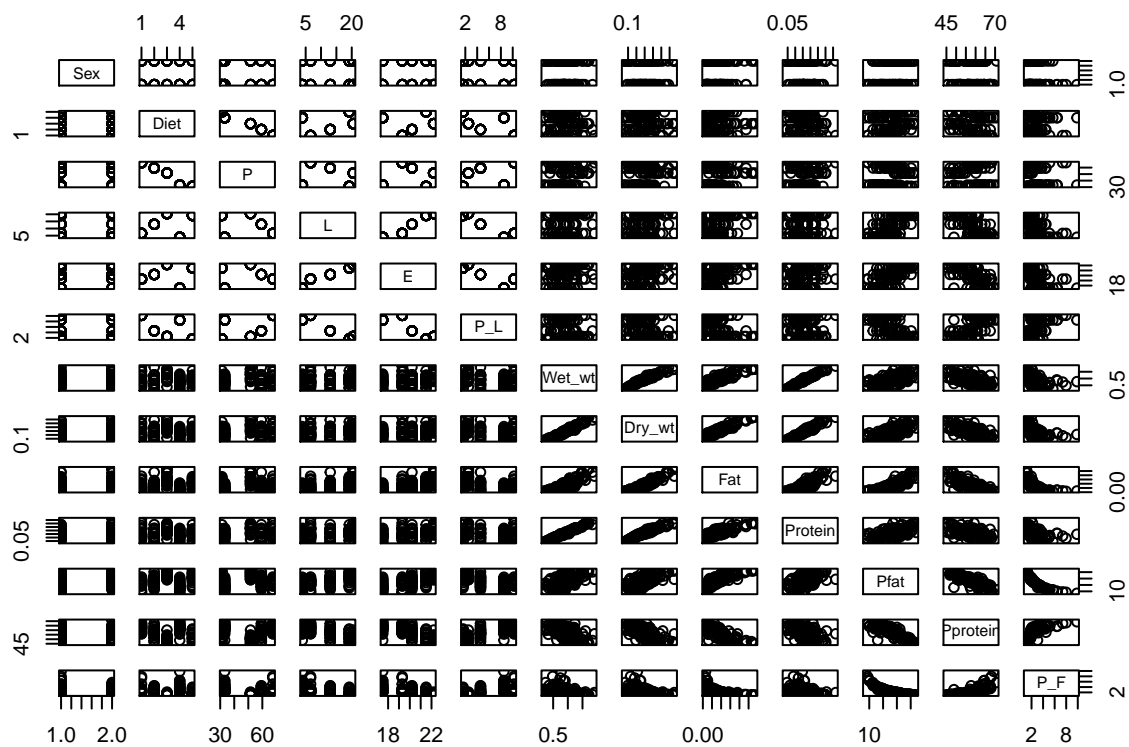 1 4 5 20 2 8 0.1 0.05 45 70
Sex 1.0
1 Diet
P 30
5 L
E 18
2 P_L
Wet_wt 0.5
0.1 Dry_wt
Fat 0.00
0.05 Protein
Pfat 10
45 Pprotein
P_F 2
1.0 2.0 30 60 18 22 0.5 0.00 10 2 8